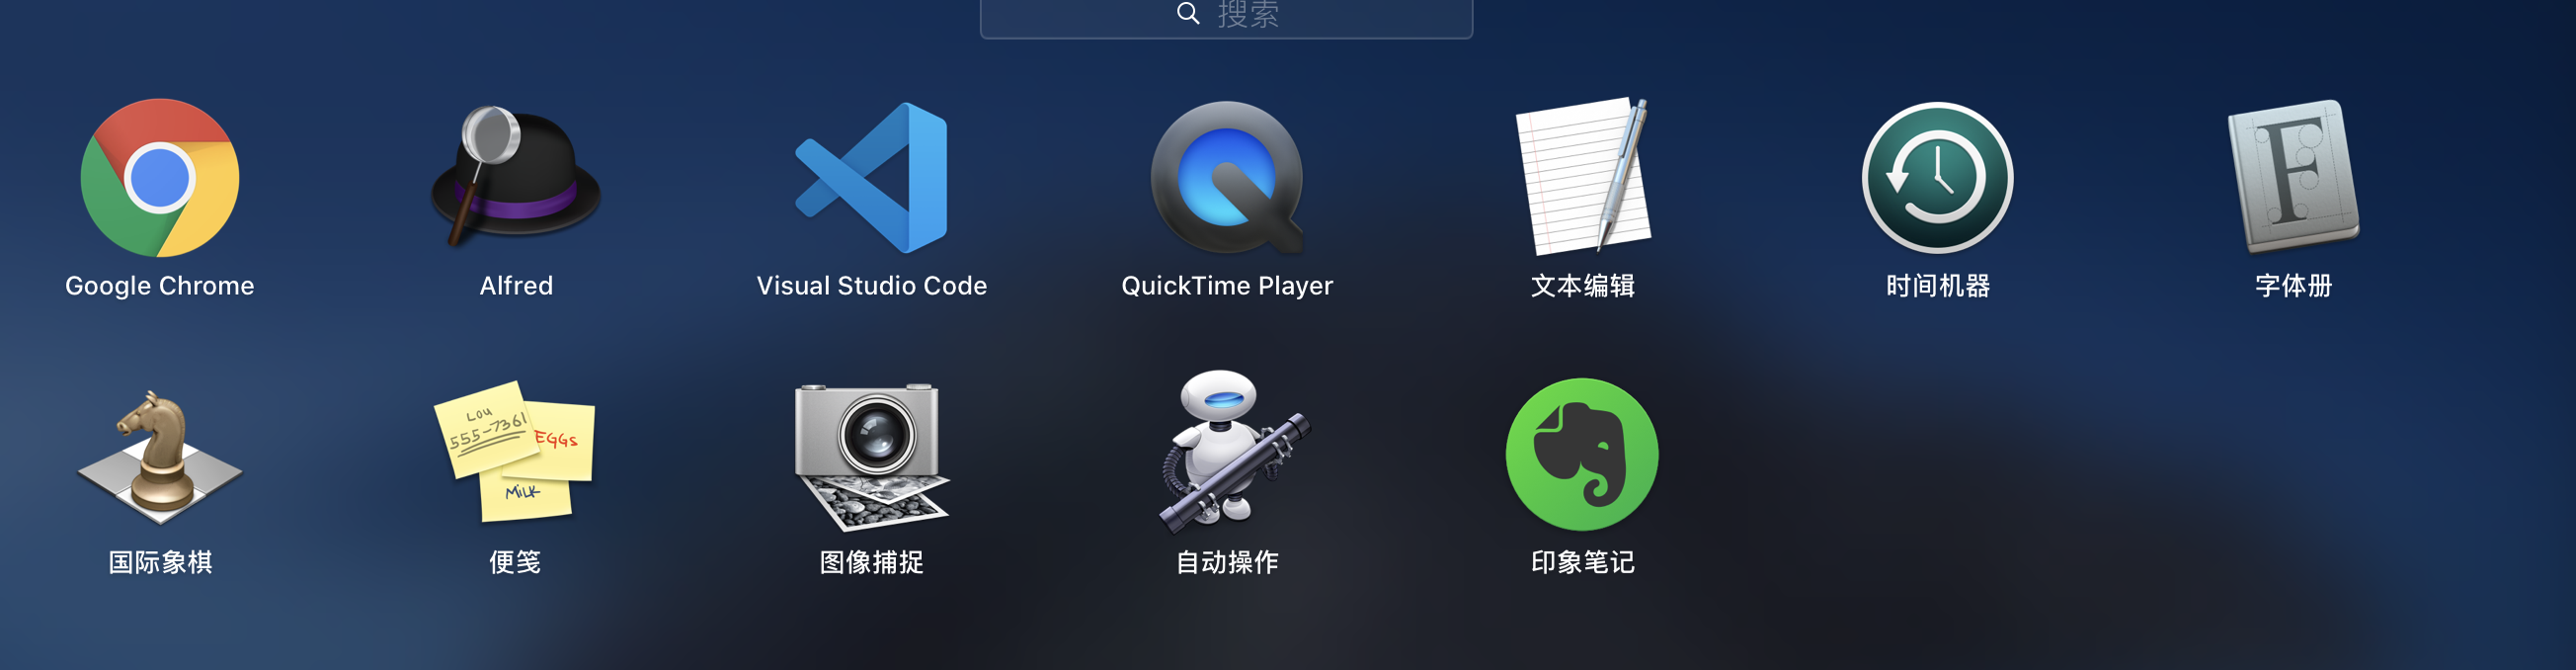 搜索
Google Chrome
Alfred
Visual Studio Code
QuickTime Player
文本编辑
时间机器
字体册
LOU
555-7361
EGGS
MILK
国际象棋
便笺
图像捕捉
自动操作
印象笔记